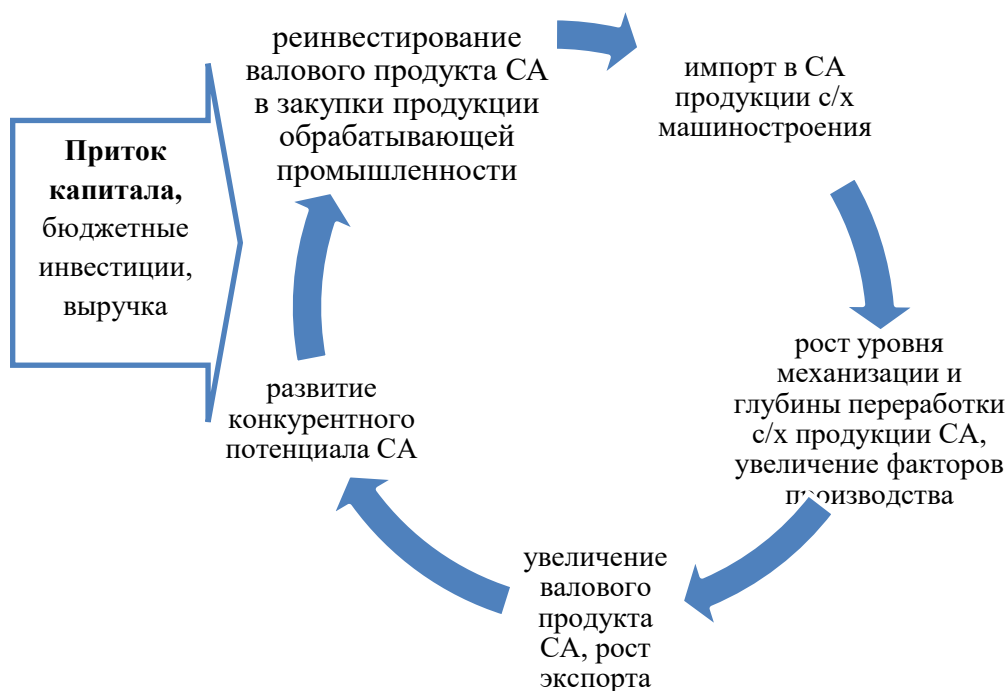 Приток
капитала,
бюджетные
инвестиции,
выручка
реинвестирование
валового продукта СА
в закупки продукции
обрабатывающей
промышленности
импорт в СА
продукции с/х
машиностроения
рост уровня
механизации и
глубины переработки
с/х продукции СА,
увеличение факторов
производства
увеличение
валового
продукта
СА, рост
экспорта
развитие
конкурентного
потенциала СА